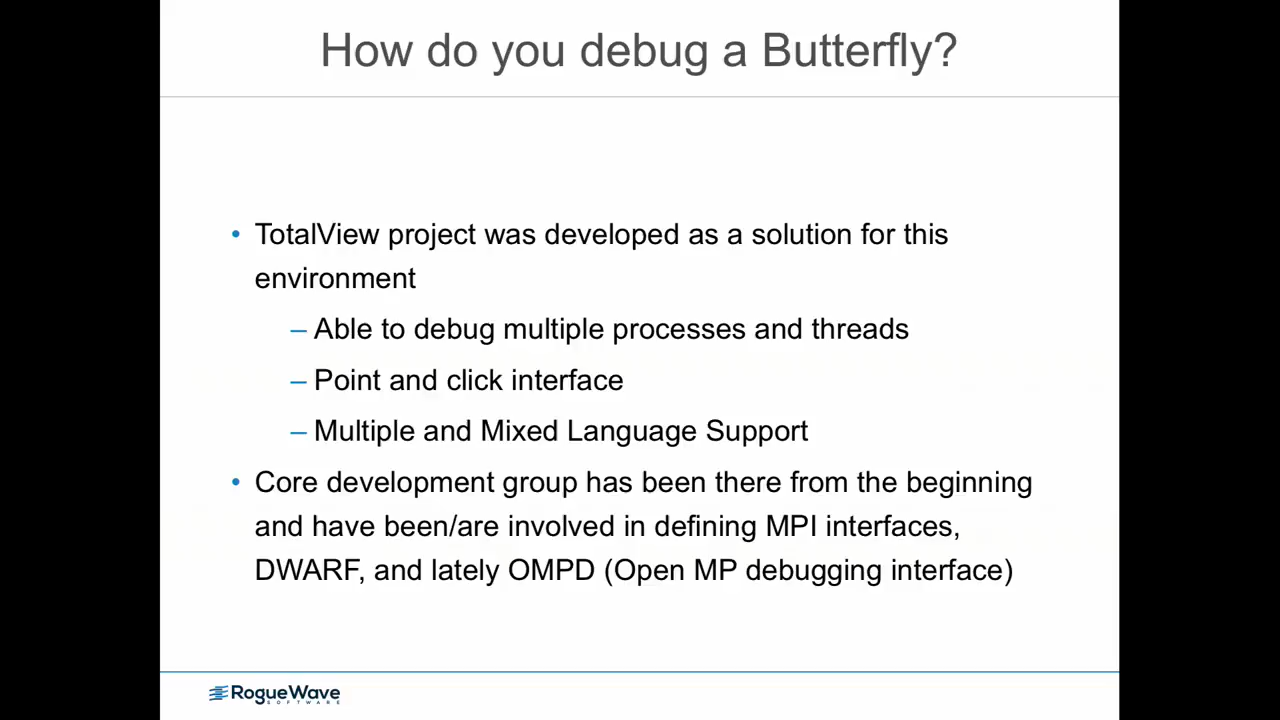 How do you debug a Butterfly?
• TotalView project was developed as a solution for this
environment
– Able to debug multiple processes and threads
– Point and click interface
– Multiple and Mixed Language Support
• Core development group has been there from the beginning
and have been/are involved in defining MPI interfaces,
DWARF, and lately OMPD (Open MP debugging interface)
RogueWave
SOFTWARE